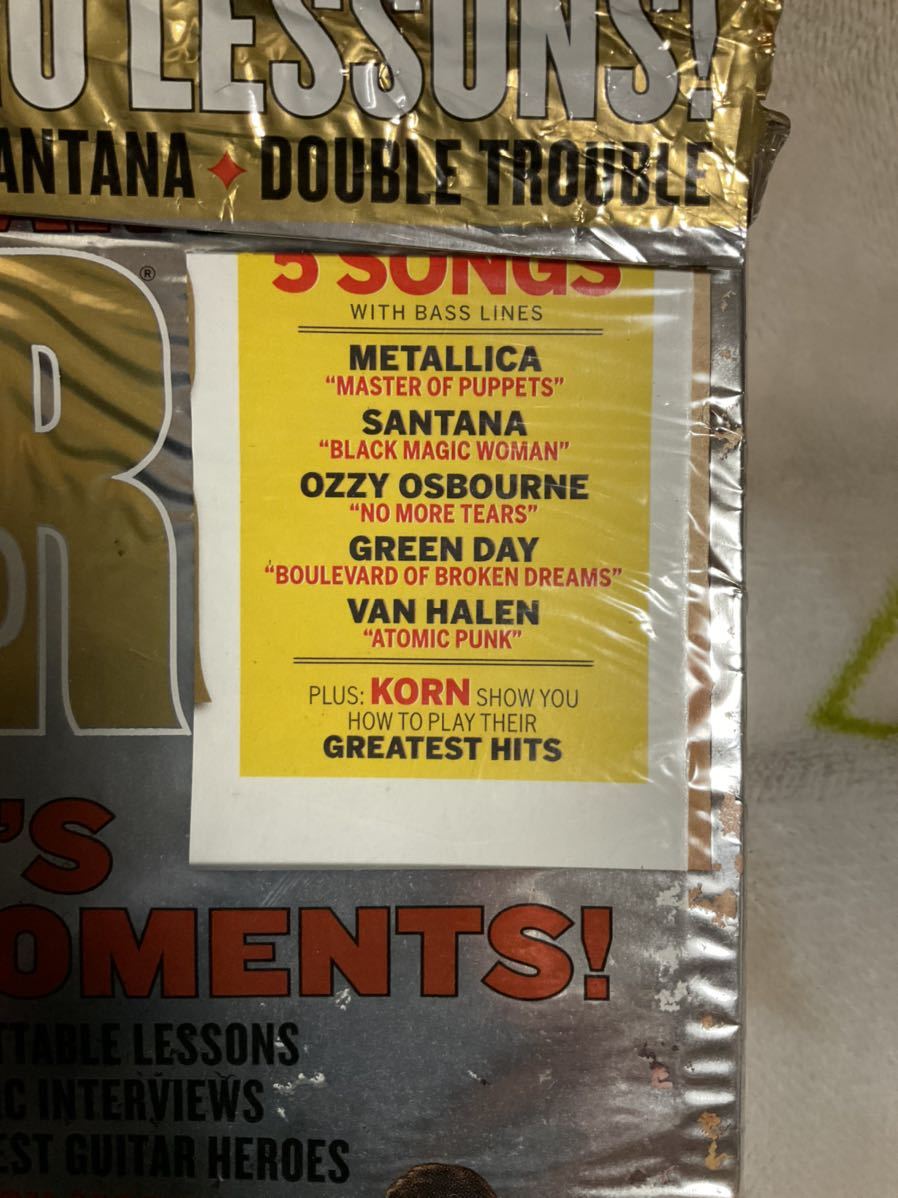 LESSONS!
ANTANA ✦ DOUBLE TROUBLE
R®
5 SONGS
WITH BASS LINES
METALLICA
“MASTER OF PUPPETS”
SANTANA
“BLACK MAGIC WOMAN”
OZZY OSBOURNE
“NO MORE TEARS”
GREEN DAY
“BOULEVARD OF BROKEN DREAMS”
VAN HALEN
“ATOMIC PUNK”
PLUS: KORN SHOW YOU
HOW TO PLAY THEIR
GREATEST HITS
’S
OMENTS!
TTABLE LESSONS
C INTERVIEWS
EST GUITAR HEROES